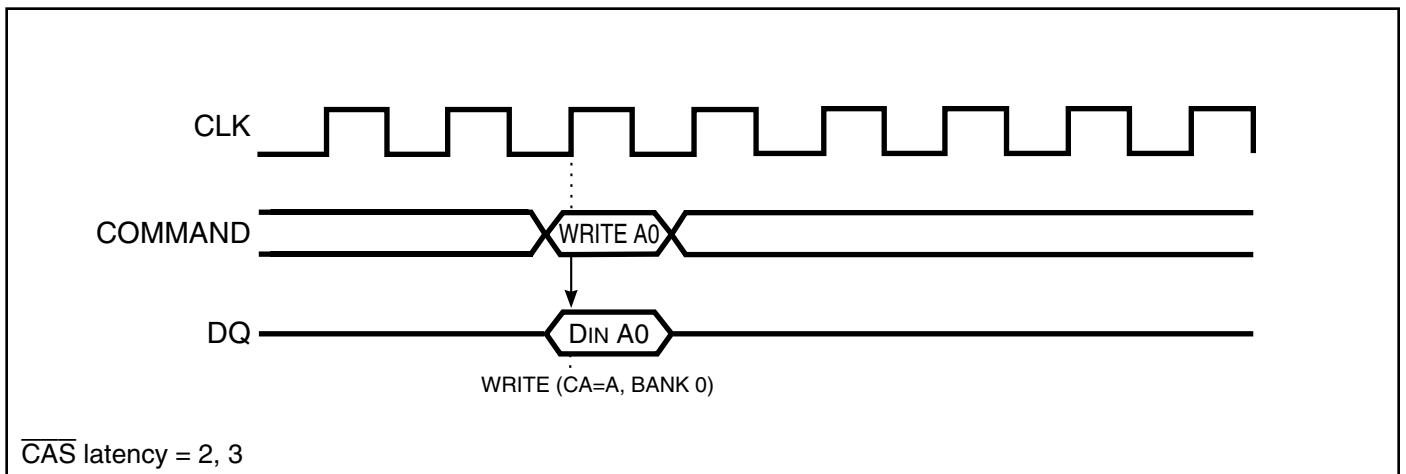 CLK
COMMAND
WRITE A0
DQ
DIN A0
WRITE (CA=A, BANK 0)
CAS latency = 2, 3